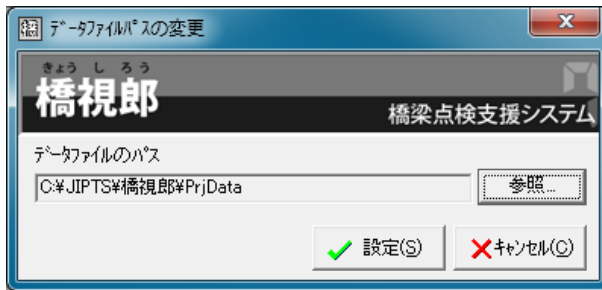 データファイルパスの変更
きょう し ろう
橋視郎
橋梁点検支援システム
データファイルのパス
C:¥JIPTS¥橋視郎¥PrjData
参照...
設定(S)
キャンセル(C)